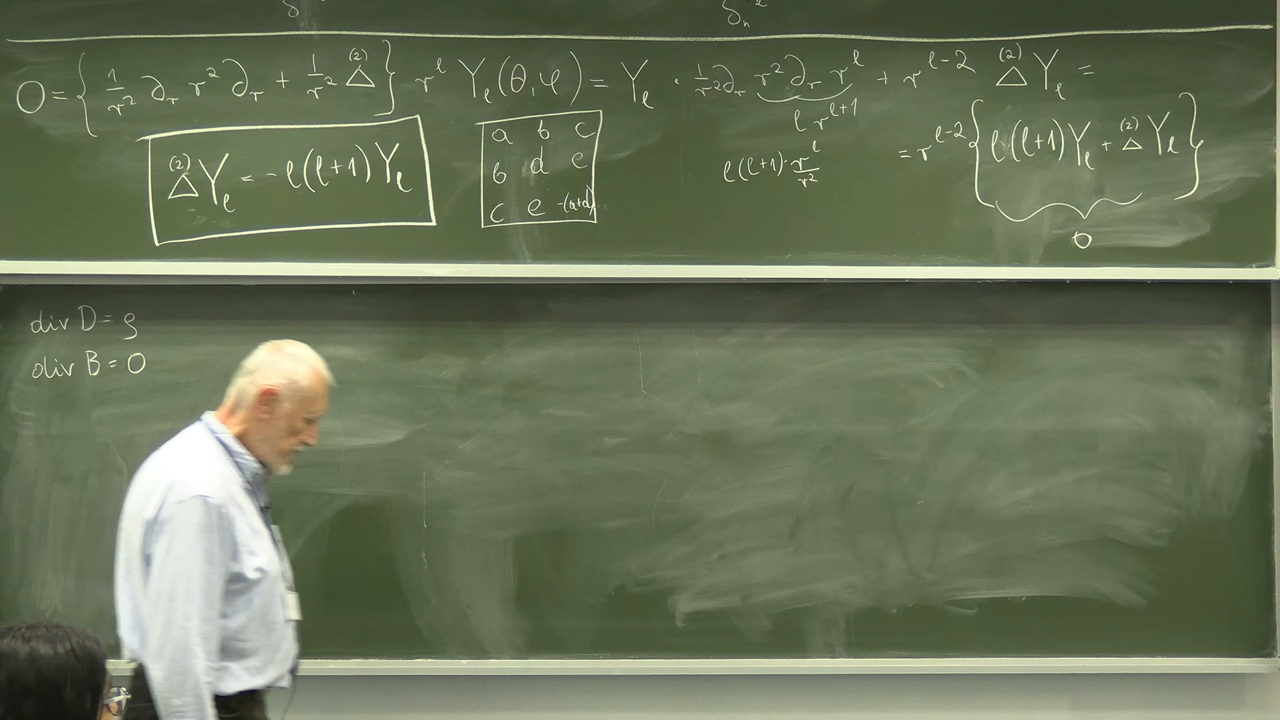 0 = { 1/r² ∂_r r² ∂_r + 1/r² Δ^(2) } r^l Y_l(θ,φ) = Y_l · 1/r² ∂_r r² ∂_r r^l + r^(l-2) Δ^(2) Y_l =
l r^(l+1)
l(l+1) · r^l/r²
= r^(l-2) { l(l+1) Y_l + Δ^(2) Y_l }
0
Δ^(2) Y_l = -l(l+1) Y_l
a b c
b d e
c e -(a+d)
div D = ρ
div B = 0